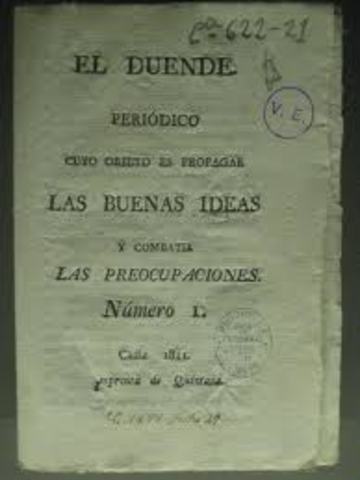 Cª 622-21
EL DUENDE.
V. E.
PERIÓDICO
CUYO OBJETO ES PROPAGAR
LAS BUENAS IDEAS
Y COMBATIR
LAS PREOCUPACIONES.
Número 1.
Cadiz 1811.
Imprenta de Quintana.